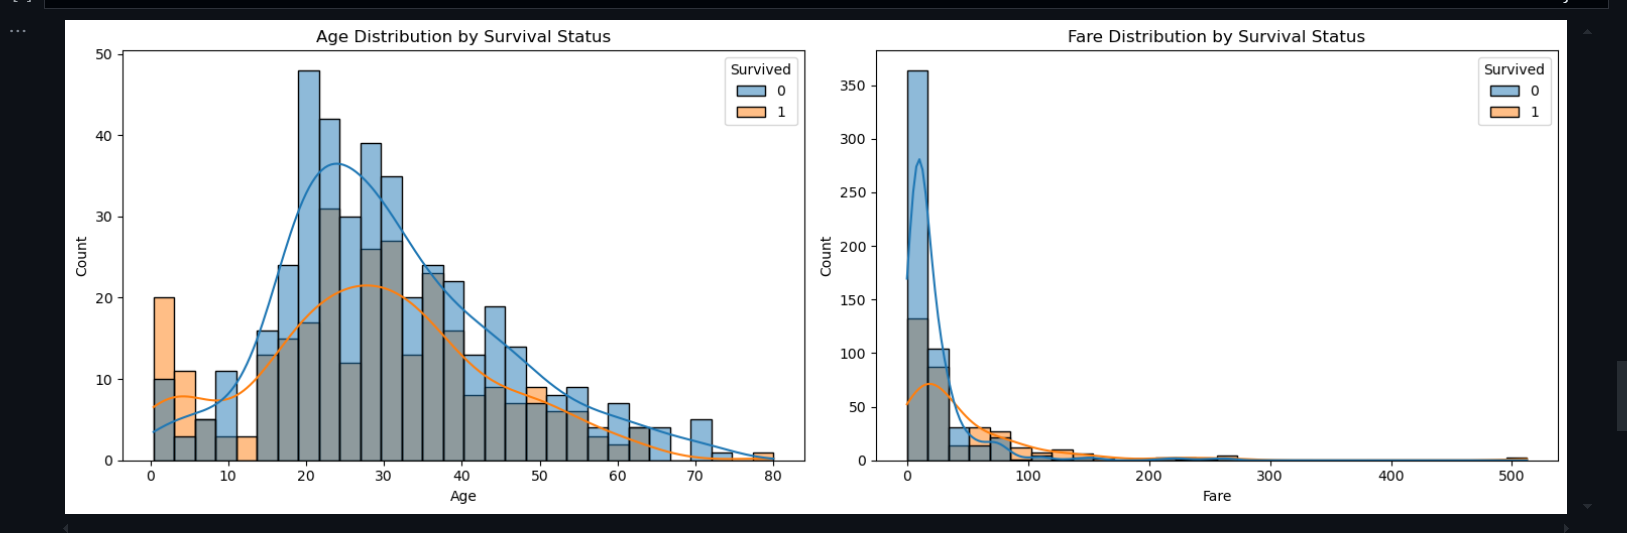 Age Distribution by Survival Status
50
40
30
20
10
0
Count
0 10 20 30 40 50 60 70 80
Age
Survived
0
1
Fare Distribution by Survival Status
350
300
250
200
150
100
50
0
Count
0 100 200 300 400 500
Fare
Survived
0
1